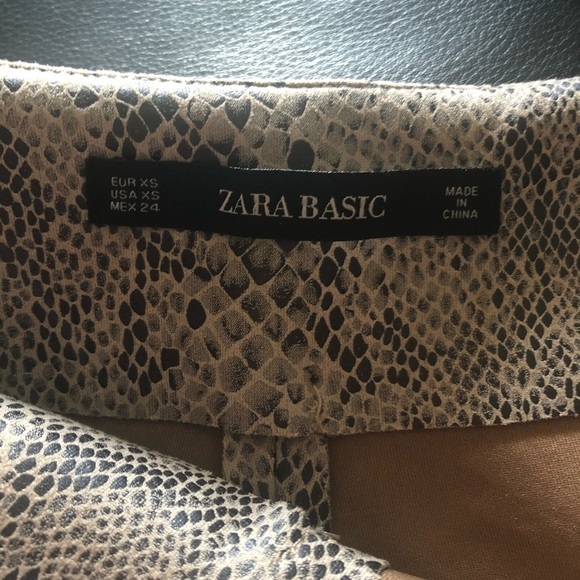 EUR XS
USA XS
MEX 24
ZARA BASIC
MADE
IN
CHINA